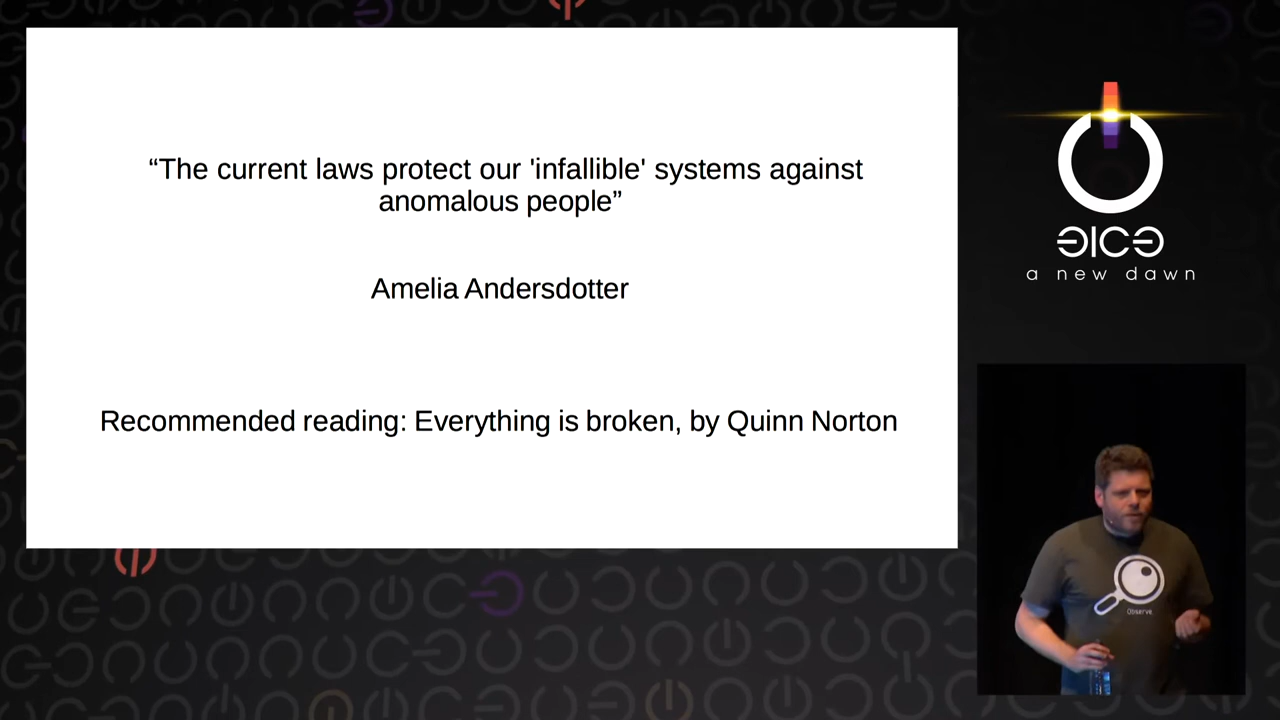 “The current laws protect our 'infallible' systems against
anomalous people”
Amelia Andersdotter
Recommended reading: Everything is broken, by Quinn Norton
a new dawn
Observe